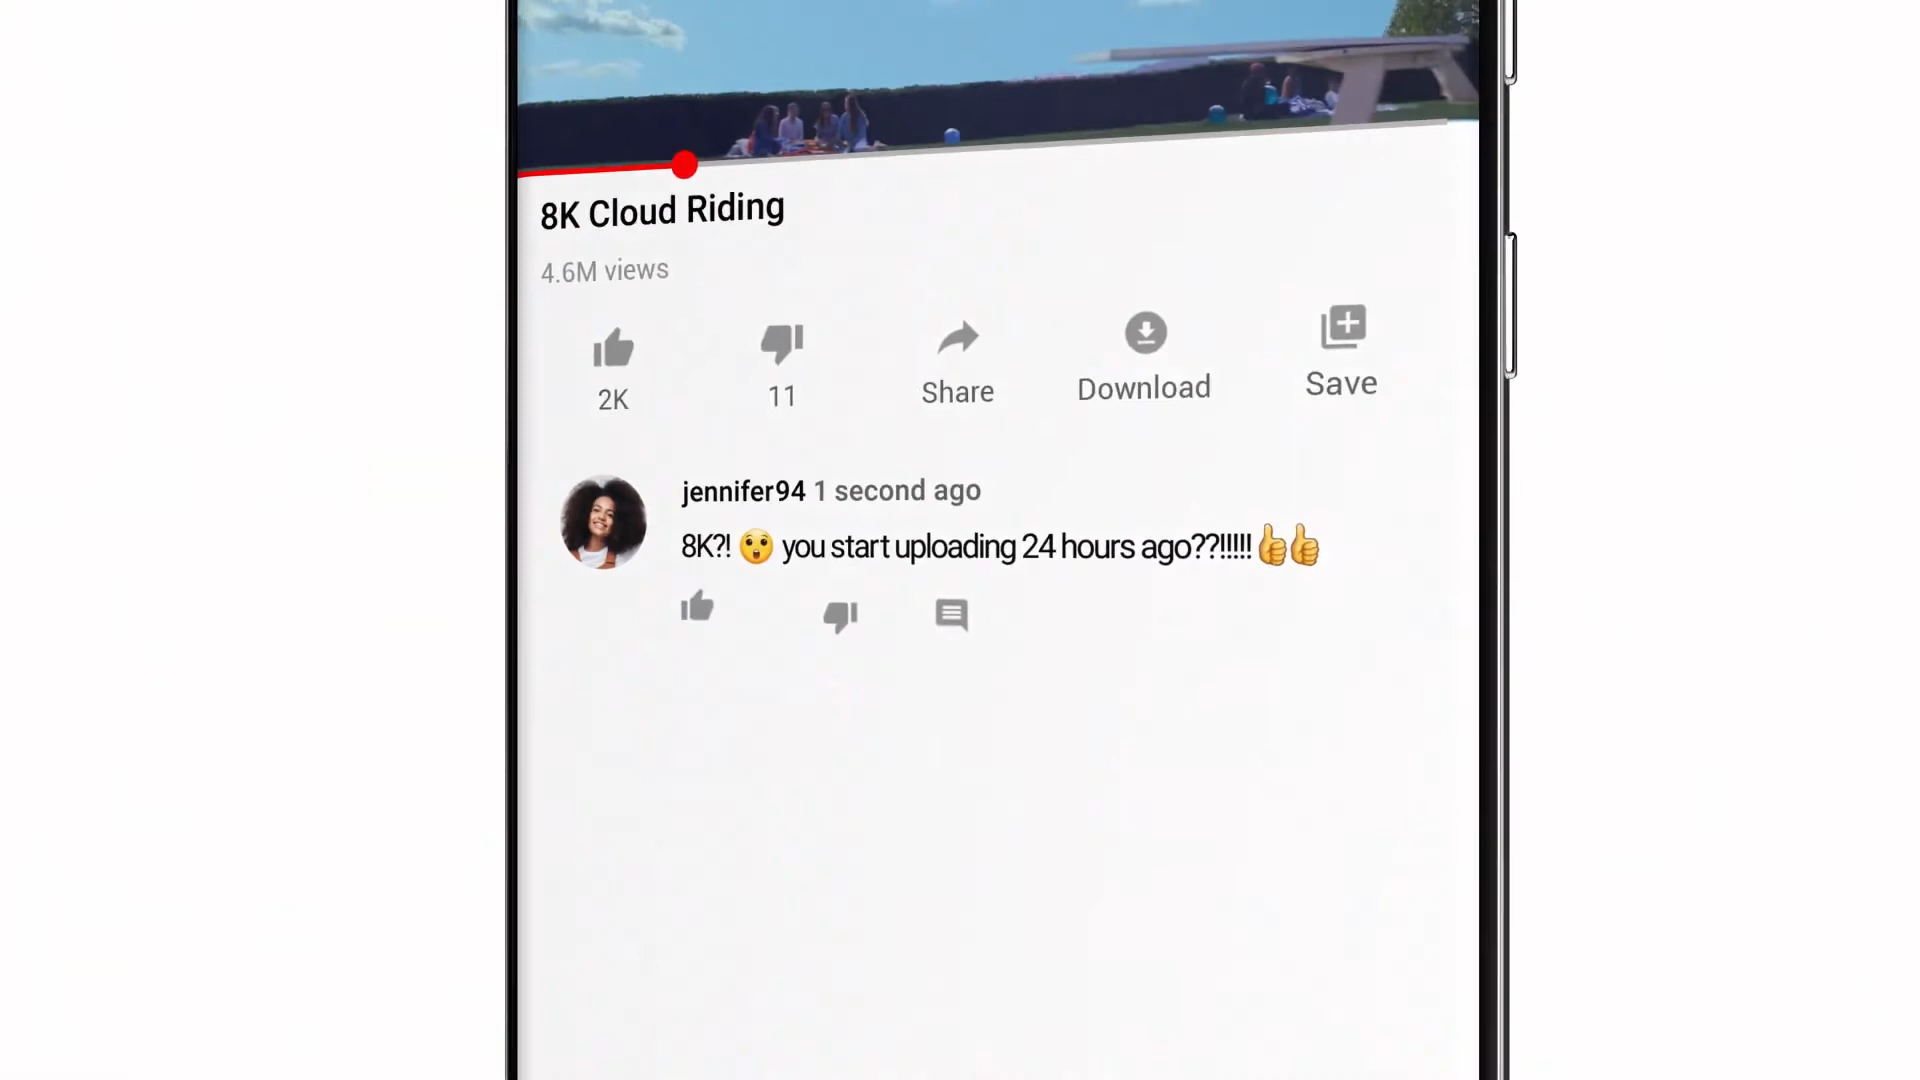 8K Cloud Riding
4.6M views
2K
11
Share
Download
Save
jennifer94 1 second ago
8K?! 😲 you start uploading 24 hours ago??!!!!! 👍👍